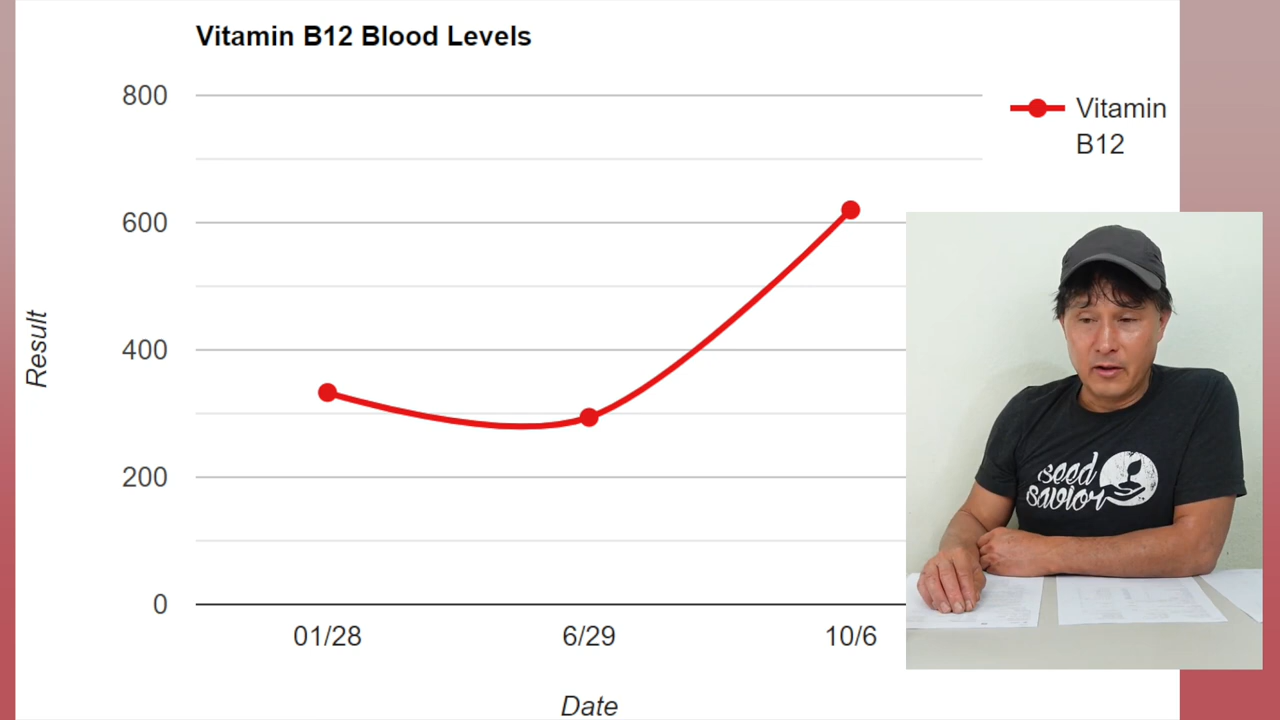 Vitamin B12 Blood Levels
800
600
400
200
0
Result
01/28
6/29
10/6
Date
Vitamin
B12
seed
savior